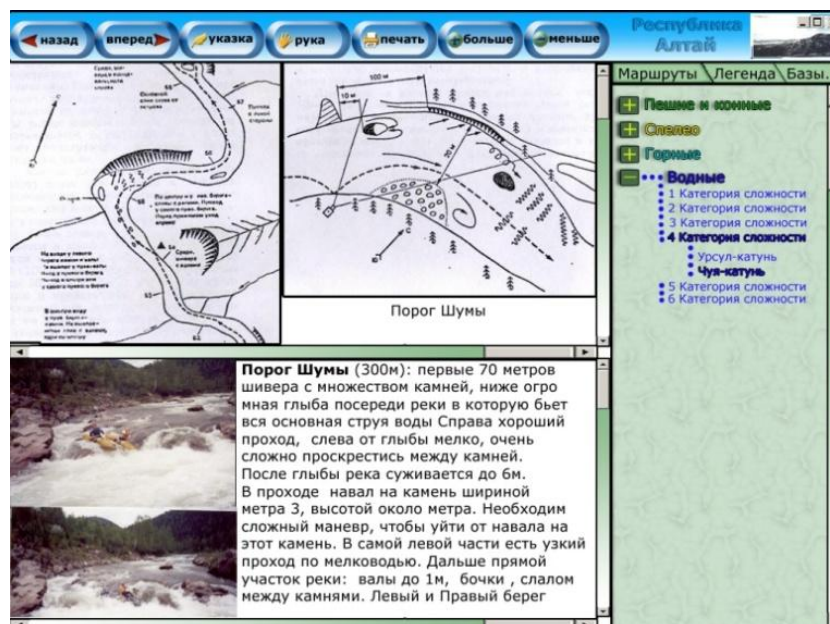 назад
вперед
указка
рука
печать
больше
меньше
Республика
Алтай
Маршруты
Легенда
Базы.
Пешие и конные
Спелео
Горные
Водные
1 Категория сложности
2 Категория сложности
3 Категория сложности
4 Категория сложности
Урсул-катунь
Чуя-катунь
5 Категория сложности
6 Категория сложности
100 м
10 м
20 м
67
66
54
53
Порог Шумы
Порог Шумы (300м): первые 70 метров
шивера с множеством камней, ниже огро
мная глыба посереди реки в которую бьет
вся основная струя воды Справа хороший
проход, слева от глыбы мелко, очень
сложно проскрестись между камней.
После глыбы река суживается до 6м.
В проходе навал на камень шириной
метра 3, высотой около метра. Необходим
сложный маневр, чтобы уйти от навала на
этот камень. В самой левой части есть узкий
проход по мелководью. Дальше прямой
участок реки: валы до 1м, бочки , слалом
между камнями. Левый и Правый берег